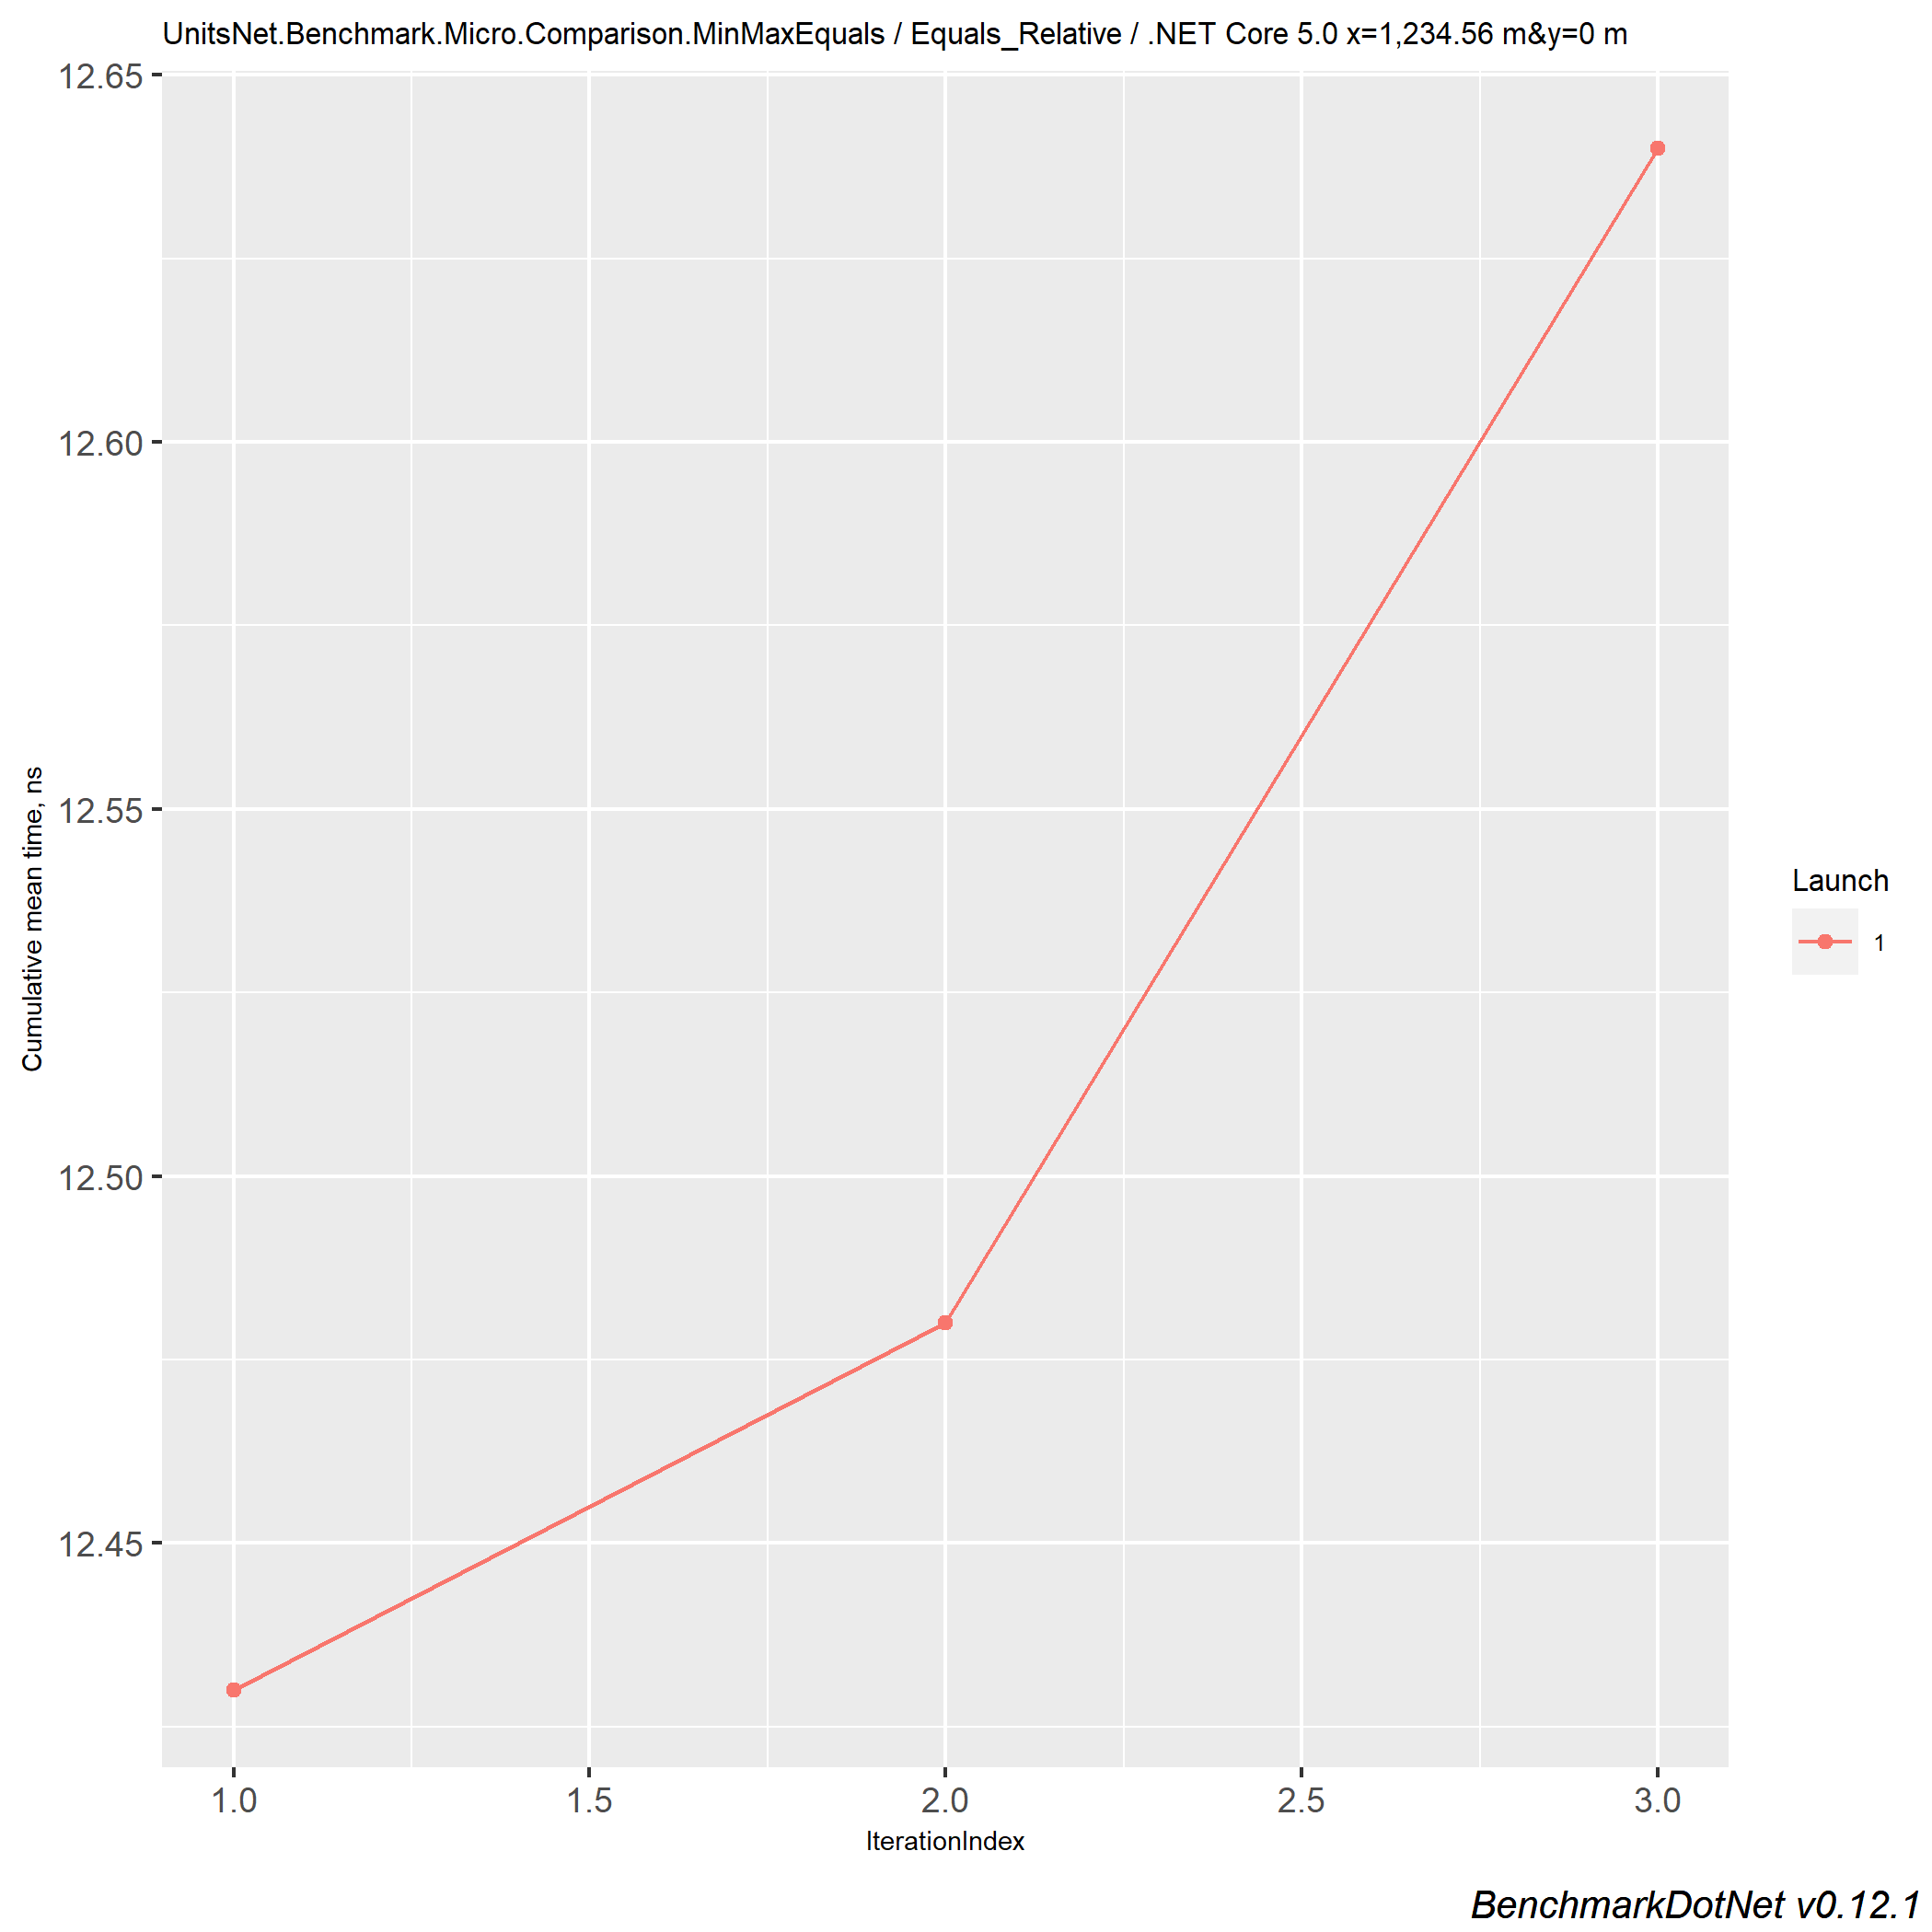 UnitsNet.Benchmark.Micro.Comparison.MinMaxEquals / Equals_Relative / .NET Core 5.0 x=1,234.56 m&y=0 m
12.65
12.60
12.55
12.50
12.45
Cumulative mean time, ns
1.0 1.5 2.0 2.5 3.0
IterationIndex
Launch
1
BenchmarkDotNet v0.12.1